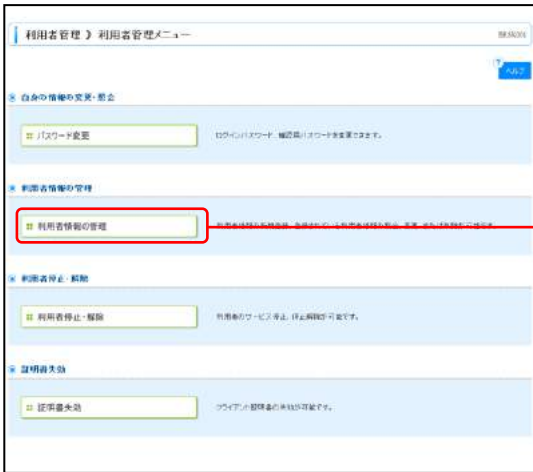 利用者管理 》 利用者管理メニュー
ヘルプ
自身の情報の変更・照会
パスワード変更
ログインパスワード、確認用パスワードを変更できます。
利用者情報の管理
利用者情報の管理
利用者停止・解除
利用者停止・解除
利用者のサービス停止、停止解除が可能です。
証明書失効
証明書失効
クライアント証明書の失効が可能です。